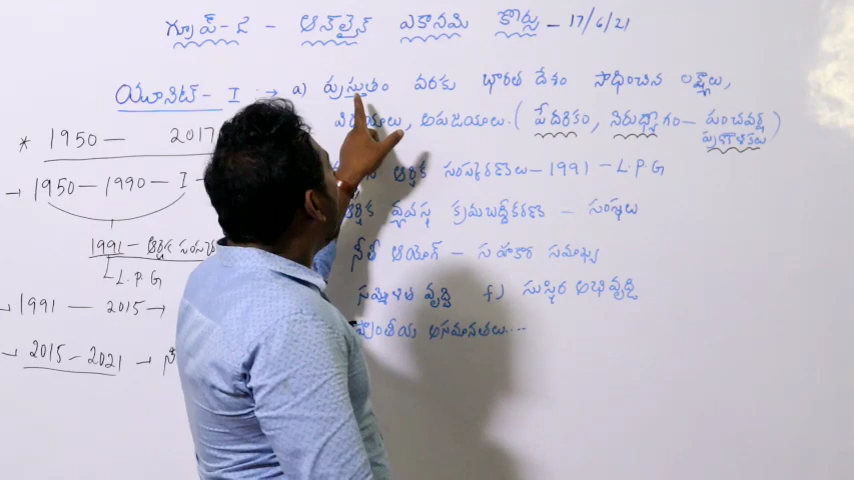 గ్రూప్-2 - ఆన్‌లైన్ ఎకానమి కోర్సు - 17/6/21
యూనిట్- I :→ a) ప్రస్తుతం వరకు భారత దేశం సాధించిన లక్ష్యాలు,
విజయాలు, అపజయాలు. ( పేదరికం, నిరుద్యోగం- పంచవర్ష
ప్రణాళికలు )
ఆర్థిక సంస్కరణలు - 1991 - L.P.G
వ్యవస్థ క్రమబద్ధీకరణ - సంస్థలు
నీతి ఆయోగ్ - సహకార సమాఖ్య
సమ్మిళిత వృద్ధి f) సుస్థిర అభివృద్ధి
ప్రాంతీయ అసమానతలు....
* 1950 - 2017
→ 1950 - 1990 - I -
1991 - ఆర్థిక
L.P.G
→ 1991 - 2015 →
→ 2015 - 2021 →